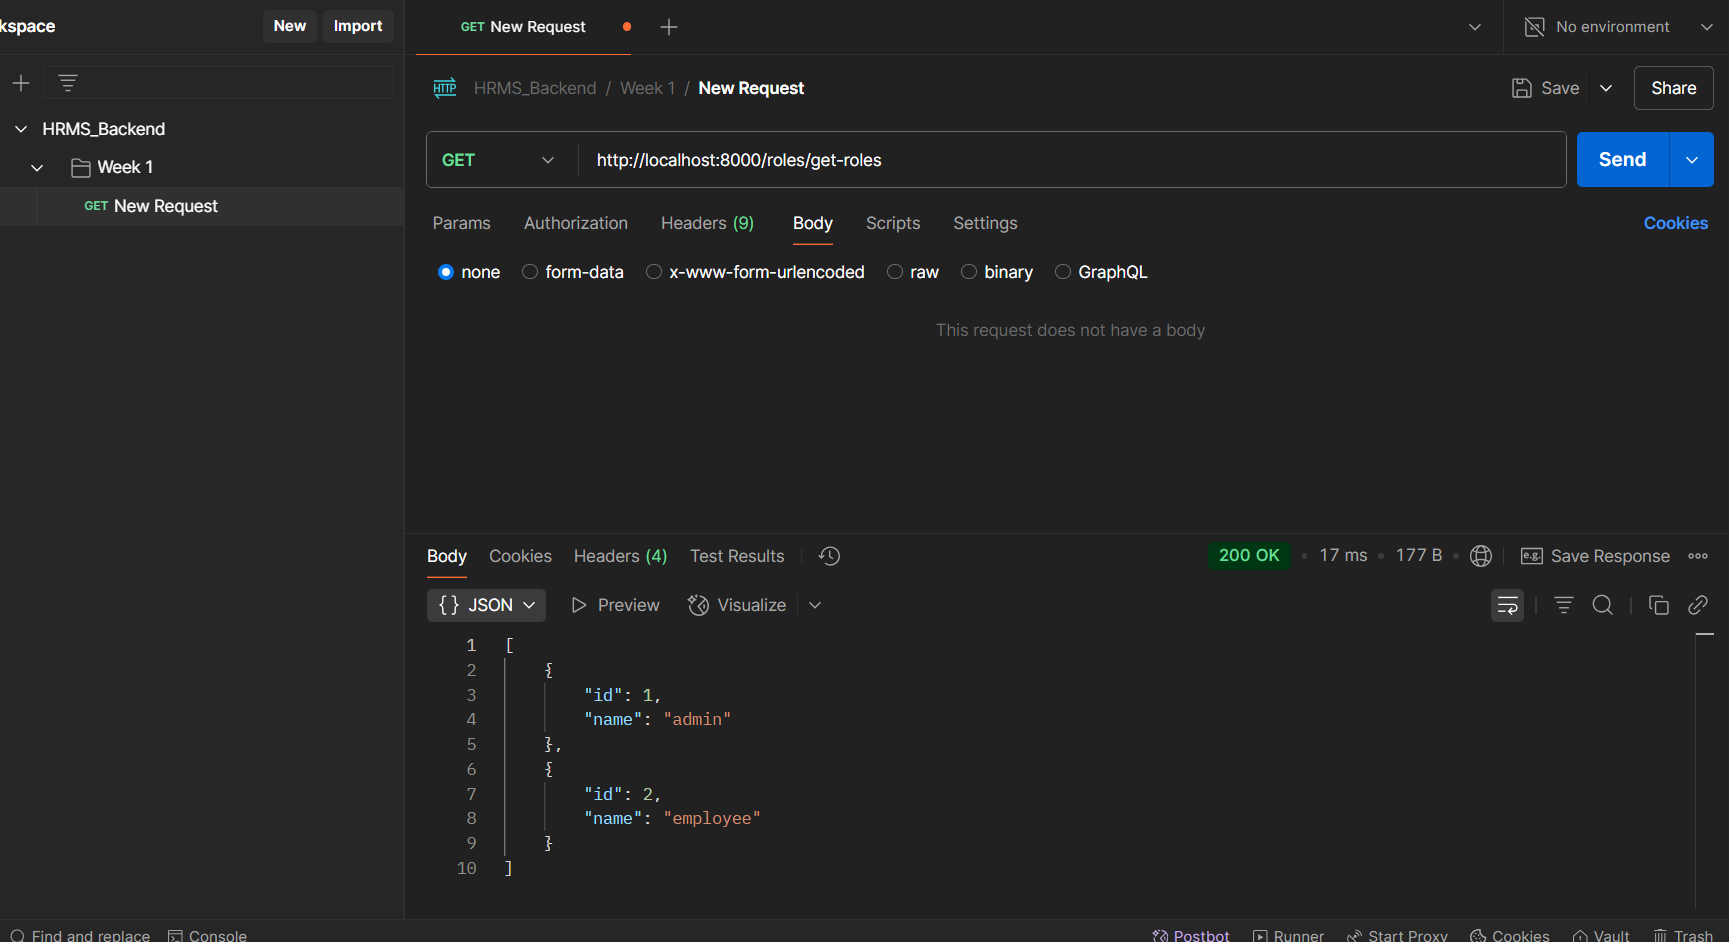 kspace
New
Import
GET New Request
No environment
HTTP HRMS_Backend / Week 1 / New Request
Save
Share
HRMS_Backend
Week 1
GET New Request
GET
http://localhost:8000/roles/get-roles
Send
Params Authorization Headers (9) Body Scripts Settings
Cookies
none form-data x-www-form-urlencoded raw binary GraphQL
This request does not have a body
Body Cookies Headers (4) Test Results
200 OK • 17 ms • 177 B • e.g. Save Response
{} JSON Preview Visualize
1 [
2 {
3 "id": 1,
4 "name": "admin"
5 },
6 {
7 "id": 2,
8 "name": "employee"
9 }
10 ]
Find and replace Console
Postbot Runner Start Proxy Cookies Vault Trash